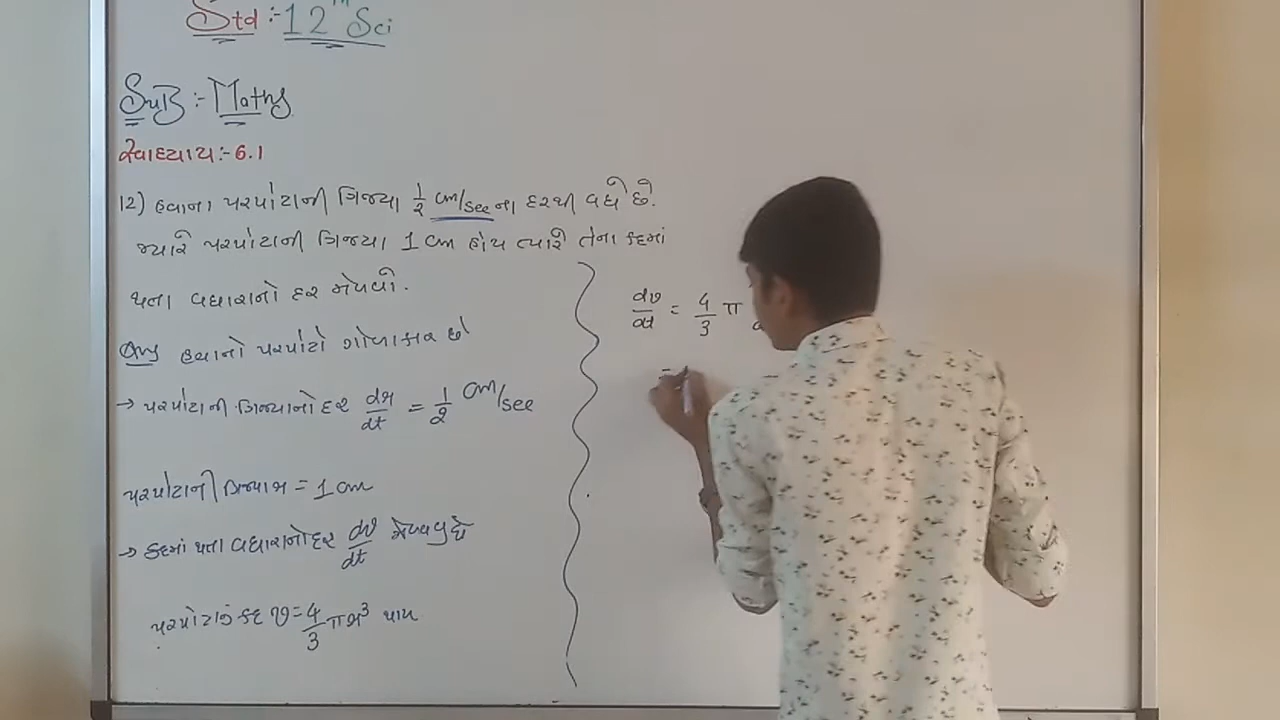 Std :- 12th Sci
Sub :- Maths
સ્વાધ્યાય:- 6.1
12) હવાના પરપોટાની ત્રિજ્યા 1/2 cm/sec ના દરથી વધે છે.
જ્યારે પરપોટાની ત્રિજ્યા 1 cm હોય ત્યારે તેના કદમાં
થતા વધારાનો દર મેળવો.
Ans હવાનો પરપોટો ગોળાકાર છે
→ પરપોટાની ત્રિજ્યાનો દર dr/dt = 1/2 cm/sec
પરપોટાની ત્રિજ્યા r = 1 cm
→ કદમાં થતા વધારાનો દર dv/dt મેળવવું છે
પરપોટાનું કદ v = 4/3 πr³ થાય
dv/dt = 4/3 π
=